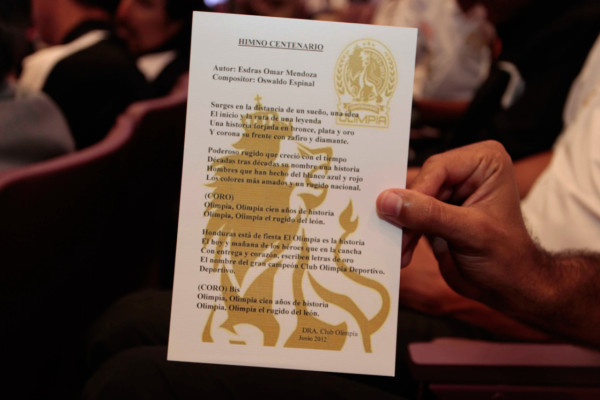 HIMNO CENTENARIO
Autor: Esdras Omar Mendoza
Compositor: Oswaldo Espinal
OLIMPIA
Surges en la distancia de un sueño, una idea
El inicio y la ruta de una leyenda
Una historia forjada en bronce, plata y oro
Y corona su frente con zafiro y diamante.
Poderoso rugido que creció con el tiempo
Décadas tras décadas un nombre una historia
Hombres que han hecho del blanco azul y rojo
Los colores más amados y un rugido nacional.
(CORO)
Olimpia, Olimpia cien años de historia
Olimpia, Olimpia el rugido del león.
Honduras está de fiesta El Olimpia es la historia
El hoy y mañana de los héroes que en la cancha
Con entrega y corazón, escriben letras de oro
El nombre del gran campeón Club Olimpia Deportivo.
Deportivo.
(CORO) Bis
Olimpia, Olimpia cien años de historia
Olimpia, Olimpia el rugido del león.
DRA. Club Olimpia
Junio 2012